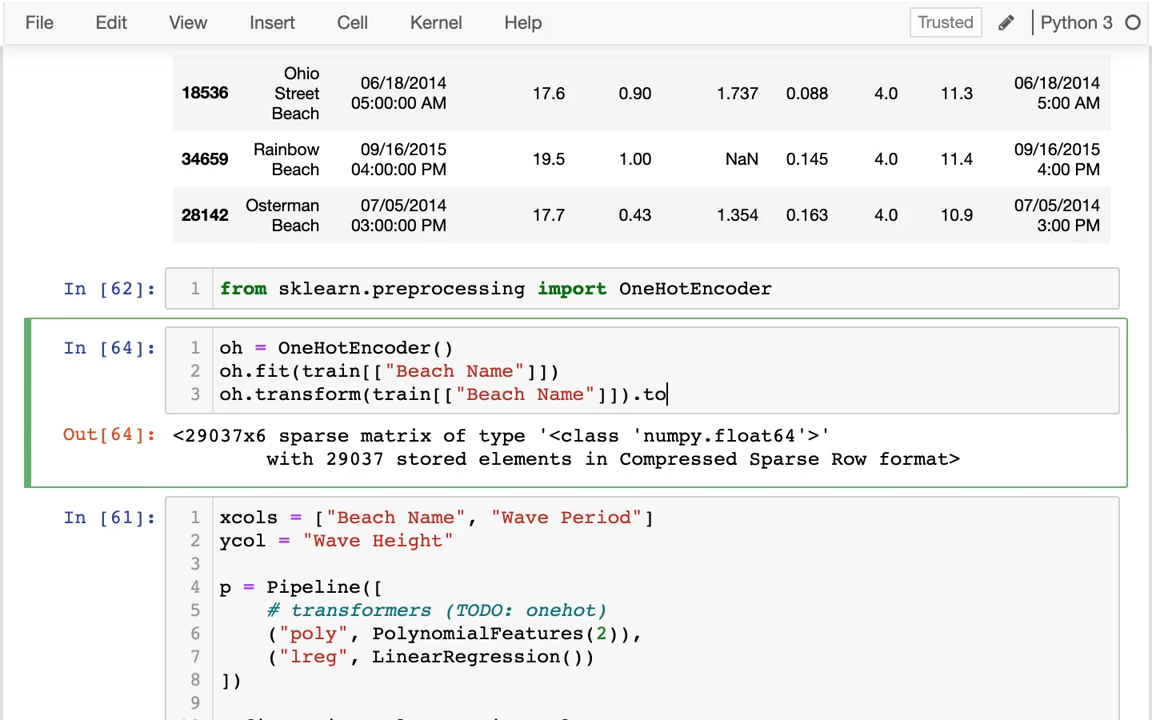 File Edit View Insert Cell Kernel Help Trusted Python 3
18536 Ohio Street Beach 06/18/2014 05:00:00 AM 17.6 0.90 1.737 0.088 4.0 11.3 06/18/2014 5:00 AM
34659 Rainbow Beach 09/16/2015 04:00:00 PM 19.5 1.00 NaN 0.145 4.0 11.4 09/16/2015 4:00 PM
28142 Osterman Beach 07/05/2014 03:00:00 PM 17.7 0.43 1.354 0.163 4.0 10.9 07/05/2014 3:00 PM
In [62]: 1 from sklearn.preprocessing import OneHotEncoder
In [64]: 1 oh = OneHotEncoder()
2 oh.fit(train[["Beach Name"]])
3 oh.transform(train[["Beach Name"]]).to
Out[64]: <29037x6 sparse matrix of type '<class 'numpy.float64'>'
with 29037 stored elements in Compressed Sparse Row format>
In [61]: 1 xcols = ["Beach Name", "Wave Period"]
2 ycol = "Wave Height"
3
4 p = Pipeline([
5 # transformers (TODO: onehot)
6 ("poly", PolynomialFeatures(2)),
7 ("lreg", LinearRegression())
8 ])
9